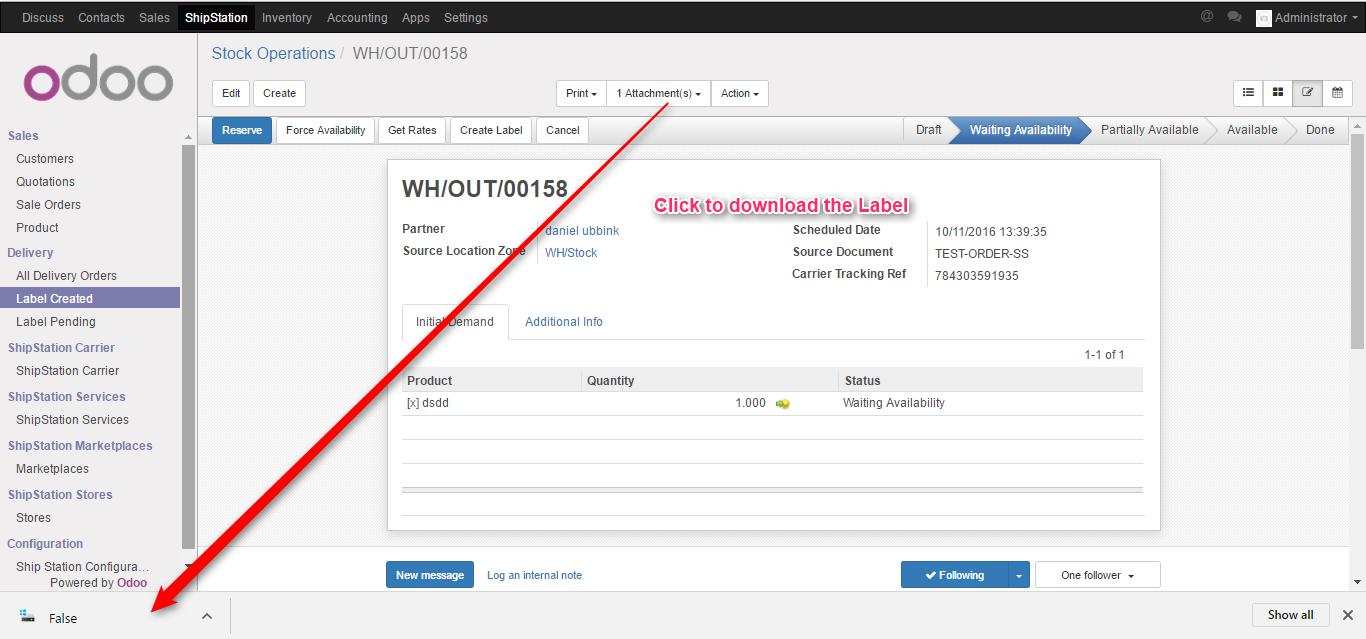 Discuss Contacts Sales ShipStation Inventory Accounting Apps Settings @ Administrator
odoo
Sales
Customers
Quotations
Sale Orders
Product
Delivery
All Delivery Orders
Label Created
Label Pending
ShipStation Carrier
ShipStation Carrier
ShipStation Services
ShipStation Services
ShipStation Marketplaces
Marketplaces
ShipStation Stores
Stores
Configuration
Ship Station Configura...
Powered by Odoo
Stock Operations / WH/OUT/00158
Edit Create Print 1 Attachment(s) Action
Reserve Force Availability Get Rates Create Label Cancel Draft Waiting Availability Partially Available Available Done
WH/OUT/00158
Click to download the Label
Partner daniel ubbink
Source Location Zone WH/Stock
Scheduled Date 10/11/2016 13:39:35
Source Document TEST-ORDER-SS
Carrier Tracking Ref 784303591935
Initial Demand Additional Info
1-1 of 1
Product Quantity Status
[x] dsdd 1.000 Waiting Availability
New message Log an internal note Following One follower
False Show all